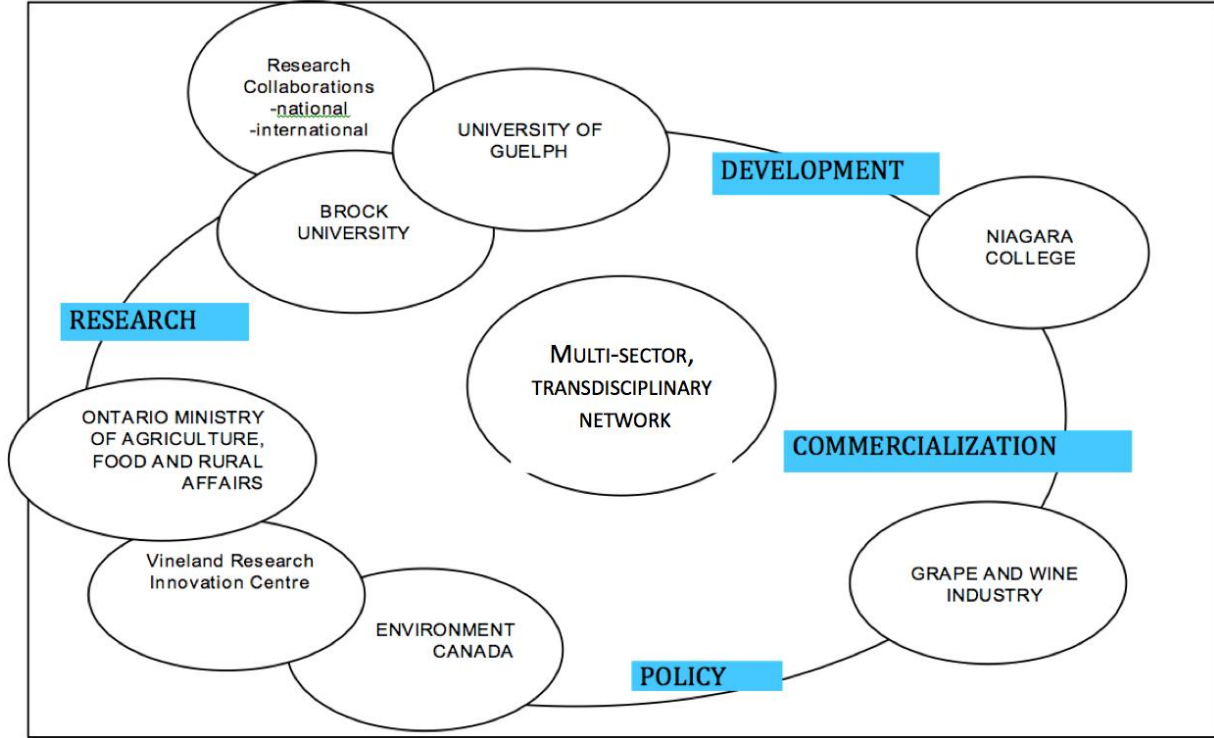 Research
Collaborations
-national
-international
UNIVERSITY OF
GUELPH
DEVELOPMENT
BROCK
UNIVERSITY
NIAGARA
COLLEGE
RESEARCH
MULTI-SECTOR,
TRANSDISCIPLINARY
NETWORK
ONTARIO MINISTRY
OF AGRICULTURE,
FOOD AND RURAL
AFFAIRS
COMMERCIALIZATION
Vineland Research
Innovation Centre
GRAPE AND WINE
INDUSTRY
ENVIRONMENT
CANADA
POLICY